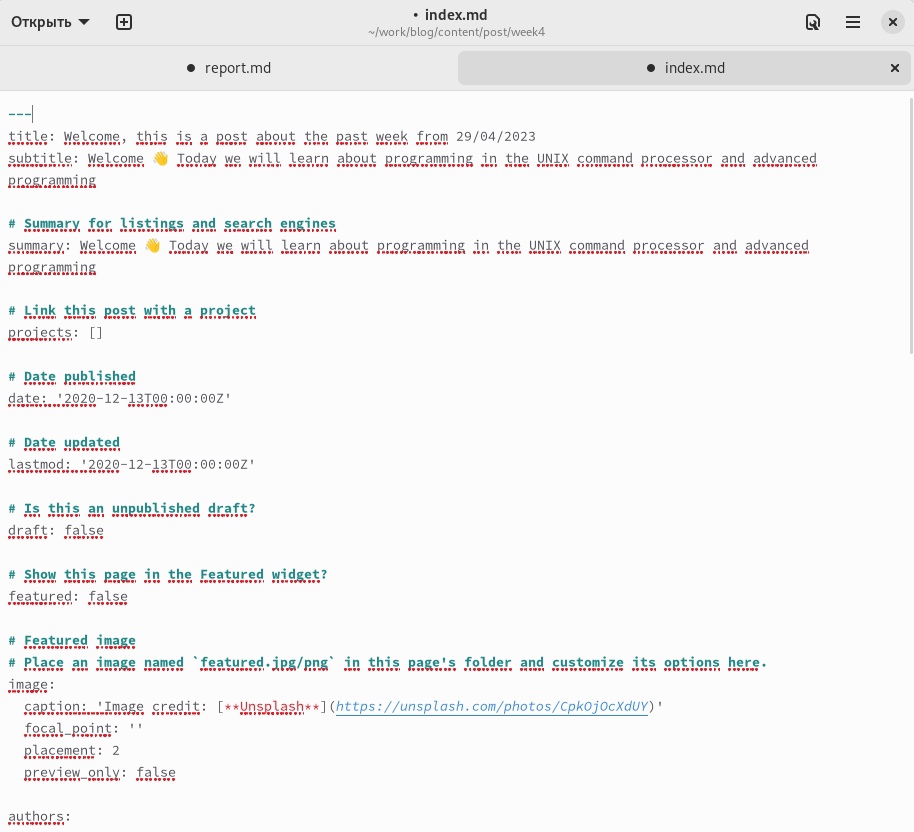 Открыть
• index.md
~/work/blog/content/post/week4
● report.md
● index.md
---
title: Welcome, this is a post about the past week from 29/04/2023
subtitle: Welcome 👋 Today we will learn about programming in the UNIX command processor and advanced
programming
# Summary for listings and search engines
summary: Welcome 👋 Today we will learn about programming in the UNIX command processor and advanced
programming
# Link this post with a project
projects: []
# Date published
date: '2020-12-13T00:00:00Z'
# Date updated
lastmod: '2020-12-13T00:00:00Z'
# Is this an unpublished draft?
draft: false
# Show this page in the Featured widget?
featured: false
# Featured image
# Place an image named `featured.jpg/png` in this page's folder and customize its options here.
image:
  caption: 'Image credit: [**Unsplash**](https://unsplash.com/photos/CpkOjOcXdUY)'
  focal_point: ''
  placement: 2
  preview_only: false
authors: